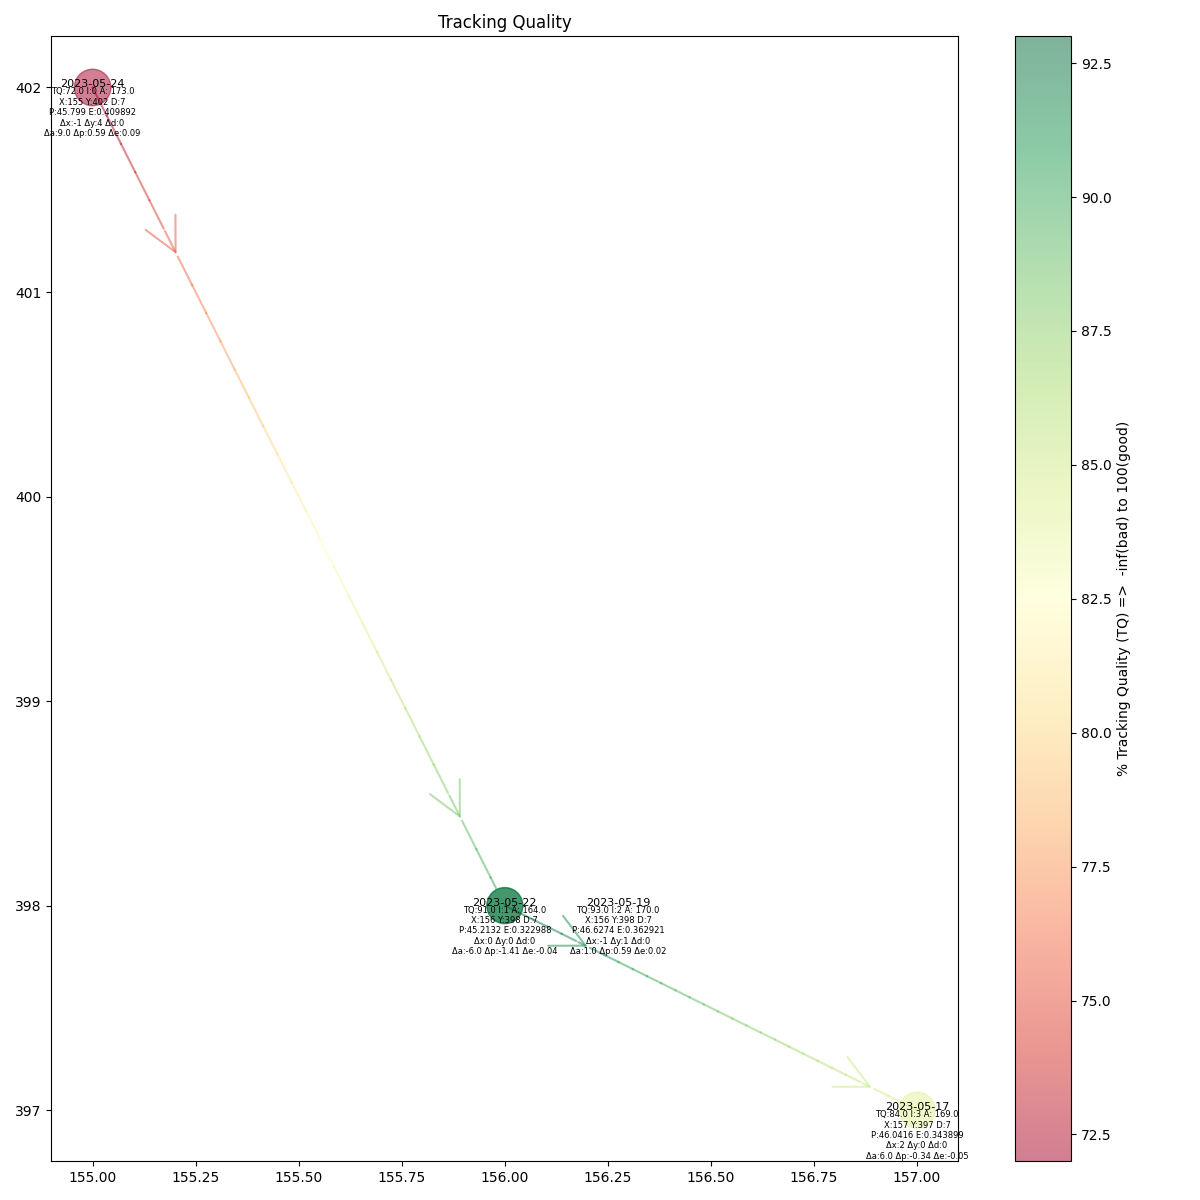 Tracking Quality
2023-05-24
TQ:72.0 I:0 A: 173.0
X:155 Y:402 D:7
P:45.799 E:0.409892
Δx:-1 Δy:4 Δd:0
Δa:9.0 Δp:0.59 Δe:0.09
2023-05-22
TQ:91.0 I:1 A: 164.0
X:156 Y:398 D:7
P:45.2132 E:0.322988
Δx:0 Δy:0 Δd:0
Δa:-6.0 Δp:-1.41 Δe:-0.04
2023-05-19
TQ:93.0 I:2 A: 170.0
X:156 Y:398 D:7
P:46.6274 E:0.362921
Δx:-1 Δy:1 Δd:0
Δa:1.0 Δp:0.59 Δe:0.02
2023-05-17
TQ:84.0 I:3 A: 169.0
X:157 Y:397 D:7
P:46.0416 E:0.343899
Δx:2 Δy:0 Δd:0
Δa:6.0 Δp:-0.34 Δe:-0.05
402
401
400
399
398
397
155.00
155.25
155.50
155.75
156.00
156.25
156.50
156.75
157.00
92.5
90.0
87.5
85.0
82.5
80.0
77.5
75.0
72.5
% Tracking Quality (TQ) => -inf(bad) to 100(good)